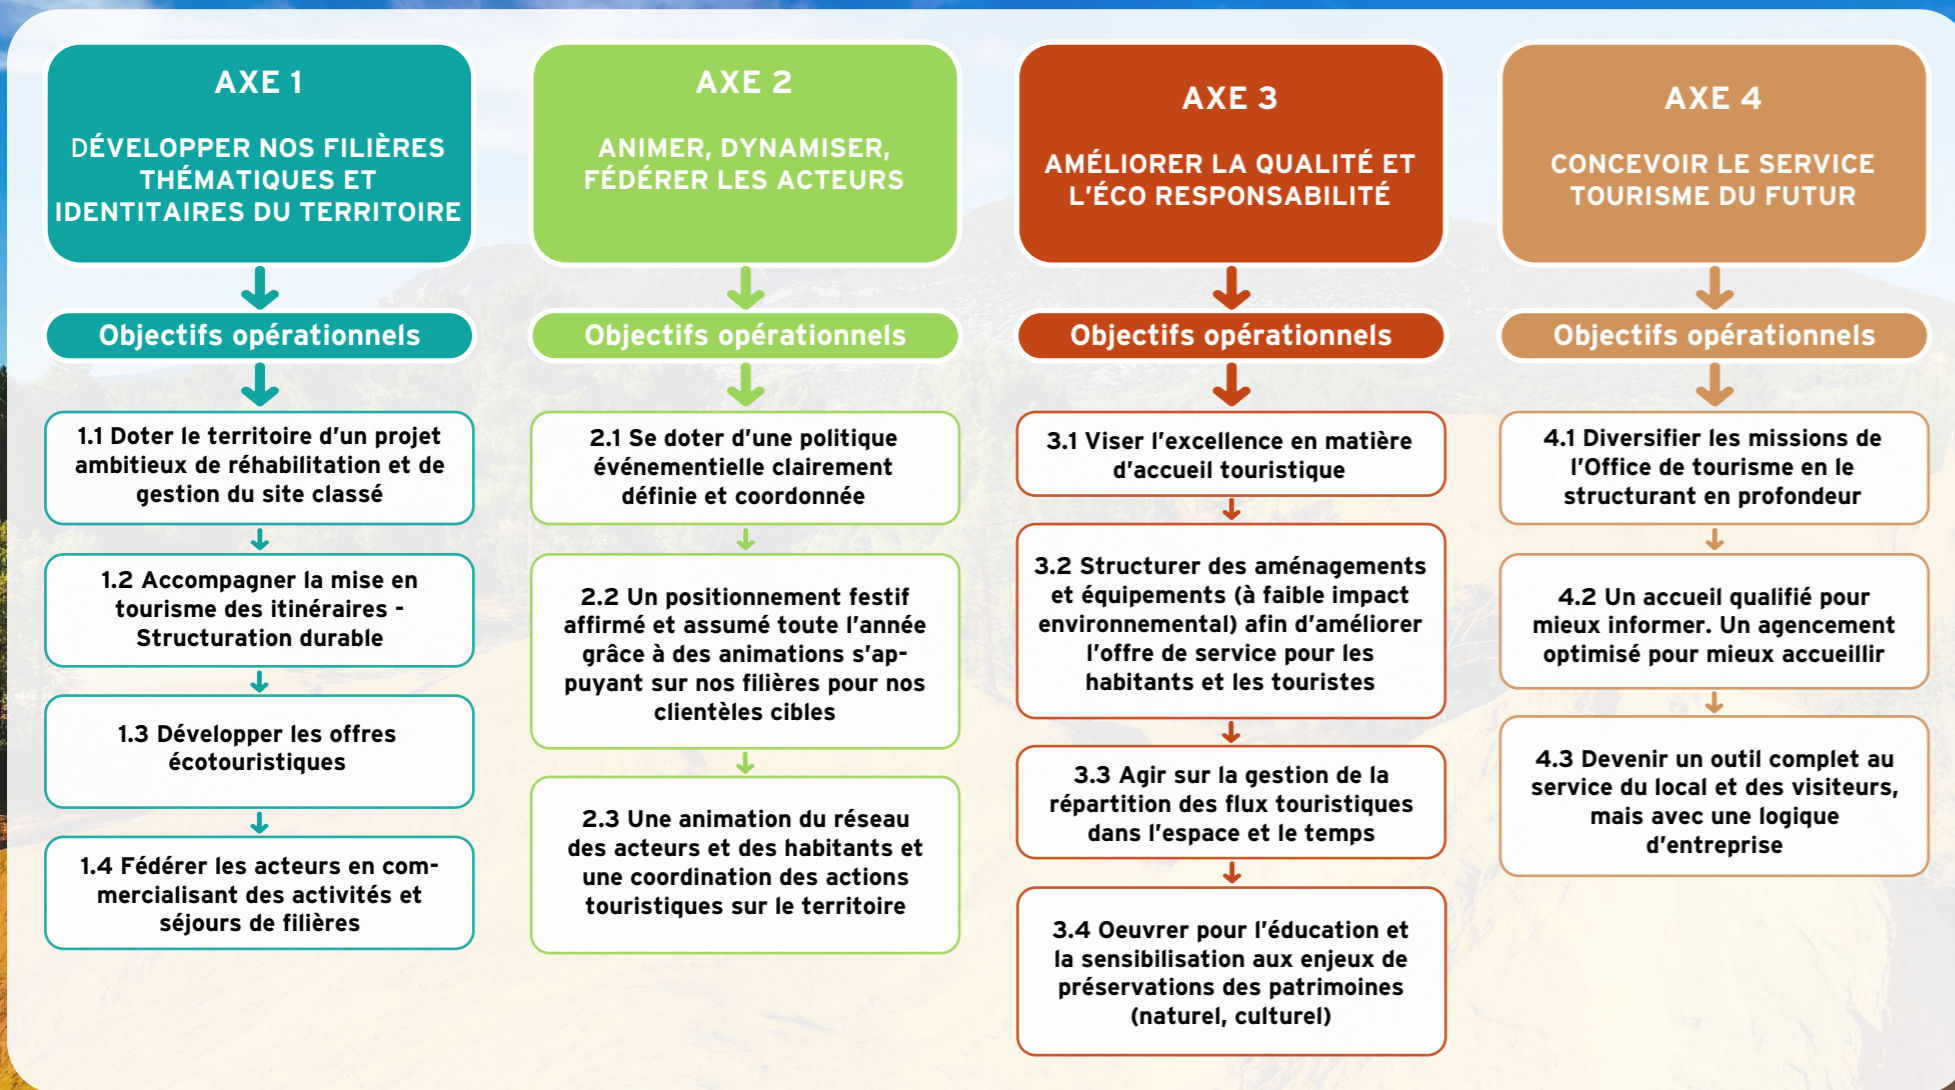 AXE 1
DÉVELOPPER NOS FILIÈRES
THÉMATIQUES ET
IDENTITAIRES DU TERRITOIRE
Objectifs opérationnels
1.1 Doter le territoire d'un projet
ambitieux de réhabilitation et de
gestion du site classé
1.2 Accompagner la mise en
tourisme des itinéraires -
Structuration durable
1.3 Développer les offres
écotouristiques
1.4 Fédérer les acteurs en com-
mercialisant des activités et
séjours de filières
AXE 2
ANIMER, DYNAMISER,
FÉDÉRER LES ACTEURS
Objectifs opérationnels
2.1 Se doter d'une politique
événementielle clairement
définie et coordonnée
2.2 Un positionnement festif
affirmé et assumé toute l'année
grâce à des animations s'ap-
puyant sur nos filières pour nos
clientèles cibles
2.3 Une animation du réseau
des acteurs et des habitants et
une coordination des actions
touristiques sur le territoire
AXE 3
AMÉLIORER LA QUALITÉ ET
L'ÉCO RESPONSABILITÉ
Objectifs opérationnels
3.1 Viser l'excellence en matière
d'accueil touristique
3.2 Structurer des aménagements
et équipements (à faible impact
environnemental) afin d'améliorer
l'offre de service pour les
habitants et les touristes
3.3 Agir sur la gestion de la
répartition des flux touristiques
dans l'espace et le temps
3.4 Oeuvrer pour l'éducation et
la sensibilisation aux enjeux de
préservations des patrimoines
(naturel, culturel)
AXE 4
CONCEVOIR LE SERVICE
TOURISME DU FUTUR
Objectifs opérationnels
4.1 Diversifier les missions de
l'Office de tourisme en le
structurant en profondeur
4.2 Un accueil qualifié pour
mieux informer. Un agencement
optimisé pour mieux accueillir
4.3 Devenir un outil complet au
service du local et des visiteurs,
mais avec une logique
d'entreprise